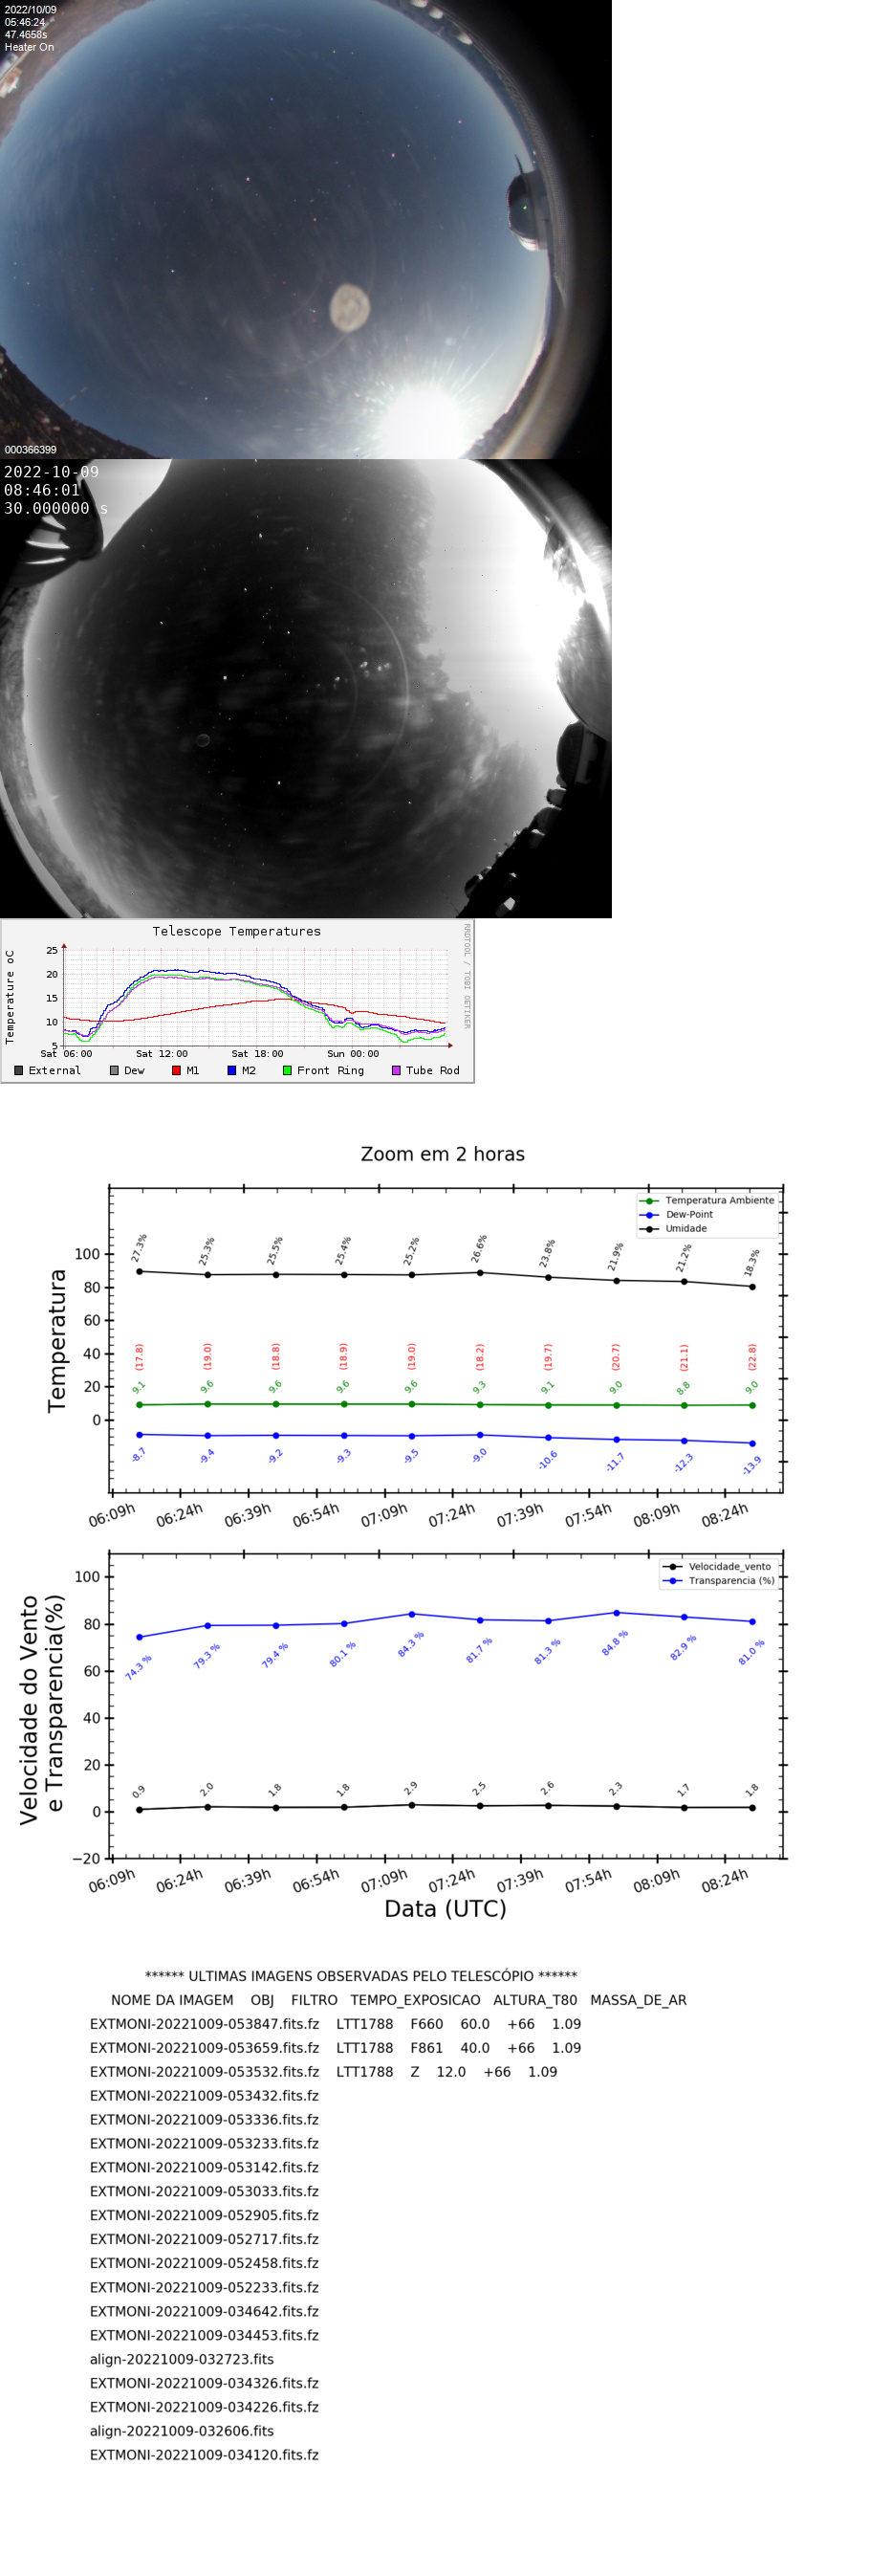 2022/10/09
05:46:24
47.4658s
Heater On
000366399
2022-10-09
08:46:01
30.000000 s
Telescope Temperatures
RRDTOOL / TOBI OETIKER
Temperature oC
25
20
15
10
5
Sat 06:00 Sat 12:00 Sat 18:00 Sun 00:00
External Dew M1 M2 Front Ring Tube Rod
Zoom em 2 horas
Temperatura Ambiente
Dew-Point
Umidade
Temperatura
100
80
60
40
20
0
27.3% 25.3% 25.5% 25.4% 25.2% 26.6% 23.8% 21.9% 21.2% 18.3%
(17.8) (19.0) (18.8) (18.9) (19.0) (18.2) (19.7) (20.7) (21.1) (22.8)
9.1 9.6 9.6 9.6 9.6 9.3 9.1 9.0 8.8 9.0
-8.7 -9.4 -9.2 -9.3 -9.5 -9.0 -10.6 -11.7 -12.3 -13.9
06:09h 06:24h 06:39h 06:54h 07:09h 07:24h 07:39h 07:54h 08:09h 08:24h
Velocidade_vento
Transparencia (%)
Velocidade do Vento
e Transparencia(%)
100
80
60
40
20
0
−20
74.3 % 79.3 % 79.4 % 80.1 % 84.3 % 81.7 % 81.3 % 84.8 % 82.9 % 81.0 %
0.9 2.0 1.8 1.8 2.9 2.5 2.6 2.3 1.7 1.8
06:09h 06:24h 06:39h 06:54h 07:09h 07:24h 07:39h 07:54h 08:09h 08:24h
Data (UTC)
****** ULTIMAS IMAGENS OBSERVADAS PELO TELESCÓPIO ******
NOME DA IMAGEM OBJ FILTRO TEMPO_EXPOSICAO ALTURA_T80 MASSA_DE_AR
EXTMONI-20221009-053847.fits.fz LTT1788 F660 60.0 +66 1.09
EXTMONI-20221009-053659.fits.fz LTT1788 F861 40.0 +66 1.09
EXTMONI-20221009-053532.fits.fz LTT1788 Z 12.0 +66 1.09
EXTMONI-20221009-053432.fits.fz
EXTMONI-20221009-053336.fits.fz
EXTMONI-20221009-053233.fits.fz
EXTMONI-20221009-053142.fits.fz
EXTMONI-20221009-053033.fits.fz
EXTMONI-20221009-052905.fits.fz
EXTMONI-20221009-052717.fits.fz
EXTMONI-20221009-052458.fits.fz
EXTMONI-20221009-052233.fits.fz
EXTMONI-20221009-034642.fits.fz
EXTMONI-20221009-034453.fits.fz
align-20221009-032723.fits
EXTMONI-20221009-034326.fits.fz
EXTMONI-20221009-034226.fits.fz
align-20221009-032606.fits
EXTMONI-20221009-034120.fits.fz